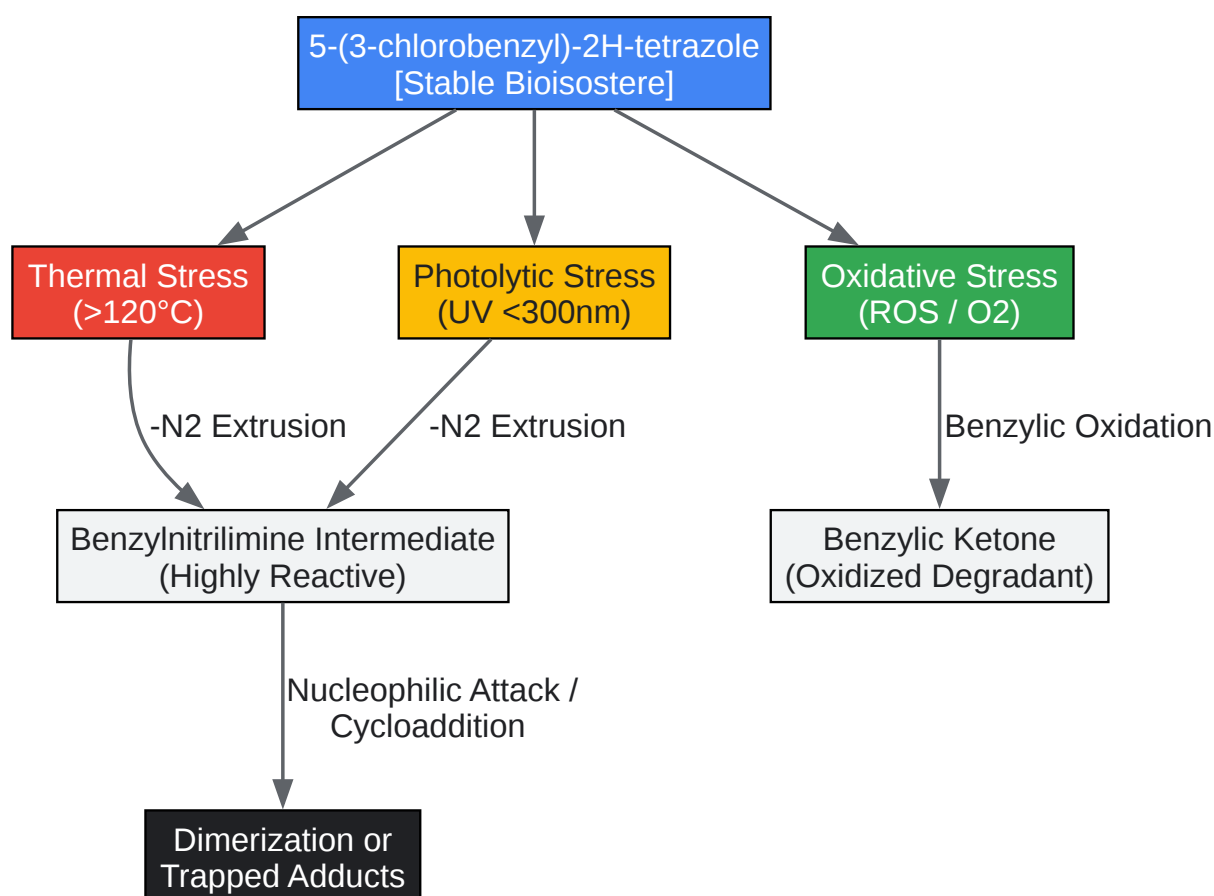 5-(3-chlorobenzyl)-2H-tetrazole
[Stable Bioisostere]
Thermal Stress
(>120°C)
Photolytic Stress
(UV <300nm)
Oxidative Stress
(ROS / O2)
-N2 Extrusion
-N2 Extrusion
Benzylic Oxidation
Benzylnitrilimine Intermediate
(Highly Reactive)
Benzylic Ketone
(Oxidized Degradant)
Nucleophilic Attack /
Cycloaddition
Dimerization or
Trapped Adducts